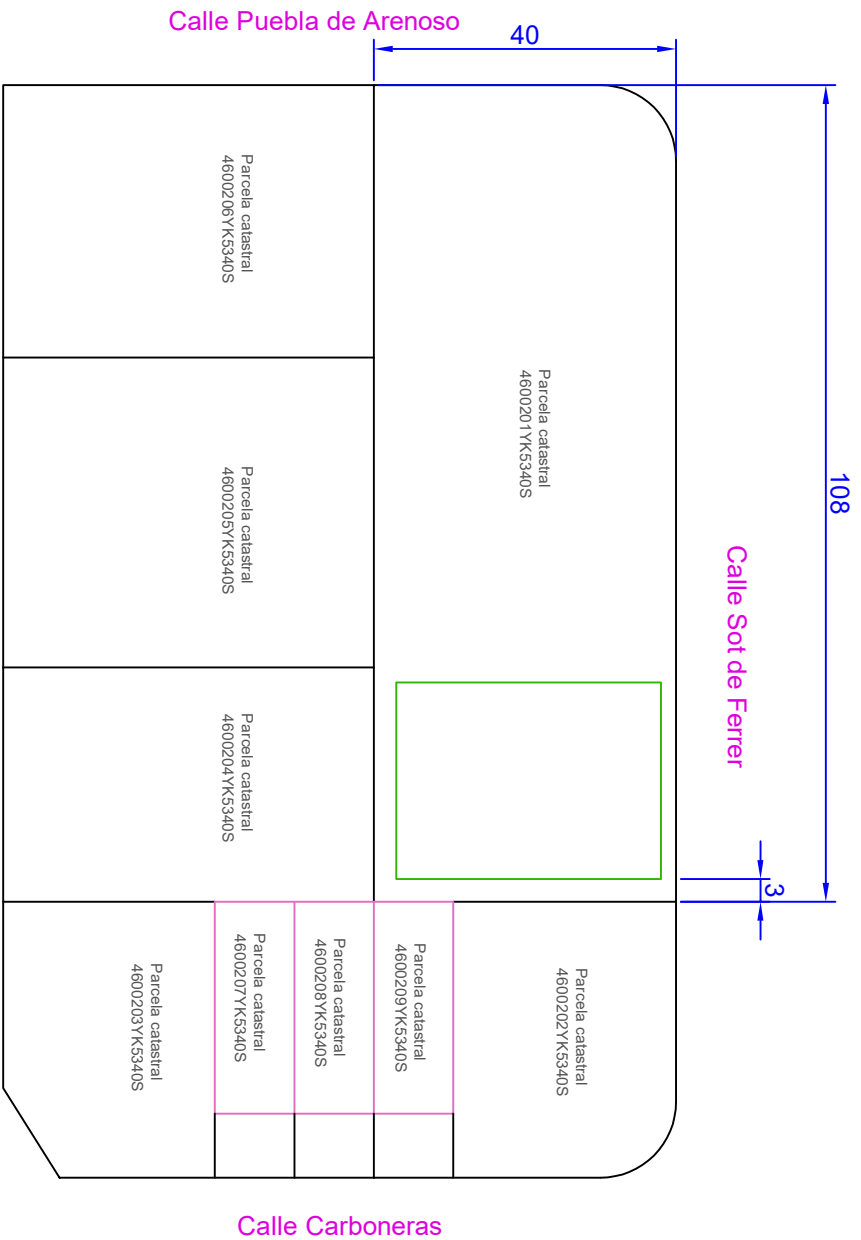 Calle Puebla de Arenoso
40
108
Calle Sot de Ferrer
3
Parcela catastral
4600206YK5340S
Parcela catastral
4600201YK5340S
Parcela catastral
4600205YK5340S
Parcela catastral
4600204YK5340S
Parcela catastral
4600203YK5340S
Parcela catastral
4600207YK5340S
Parcela catastral
4600208YK5340S
Parcela catastral
4600209YK5340S
Parcela catastral
4600202YK5340S
Calle Carboneras